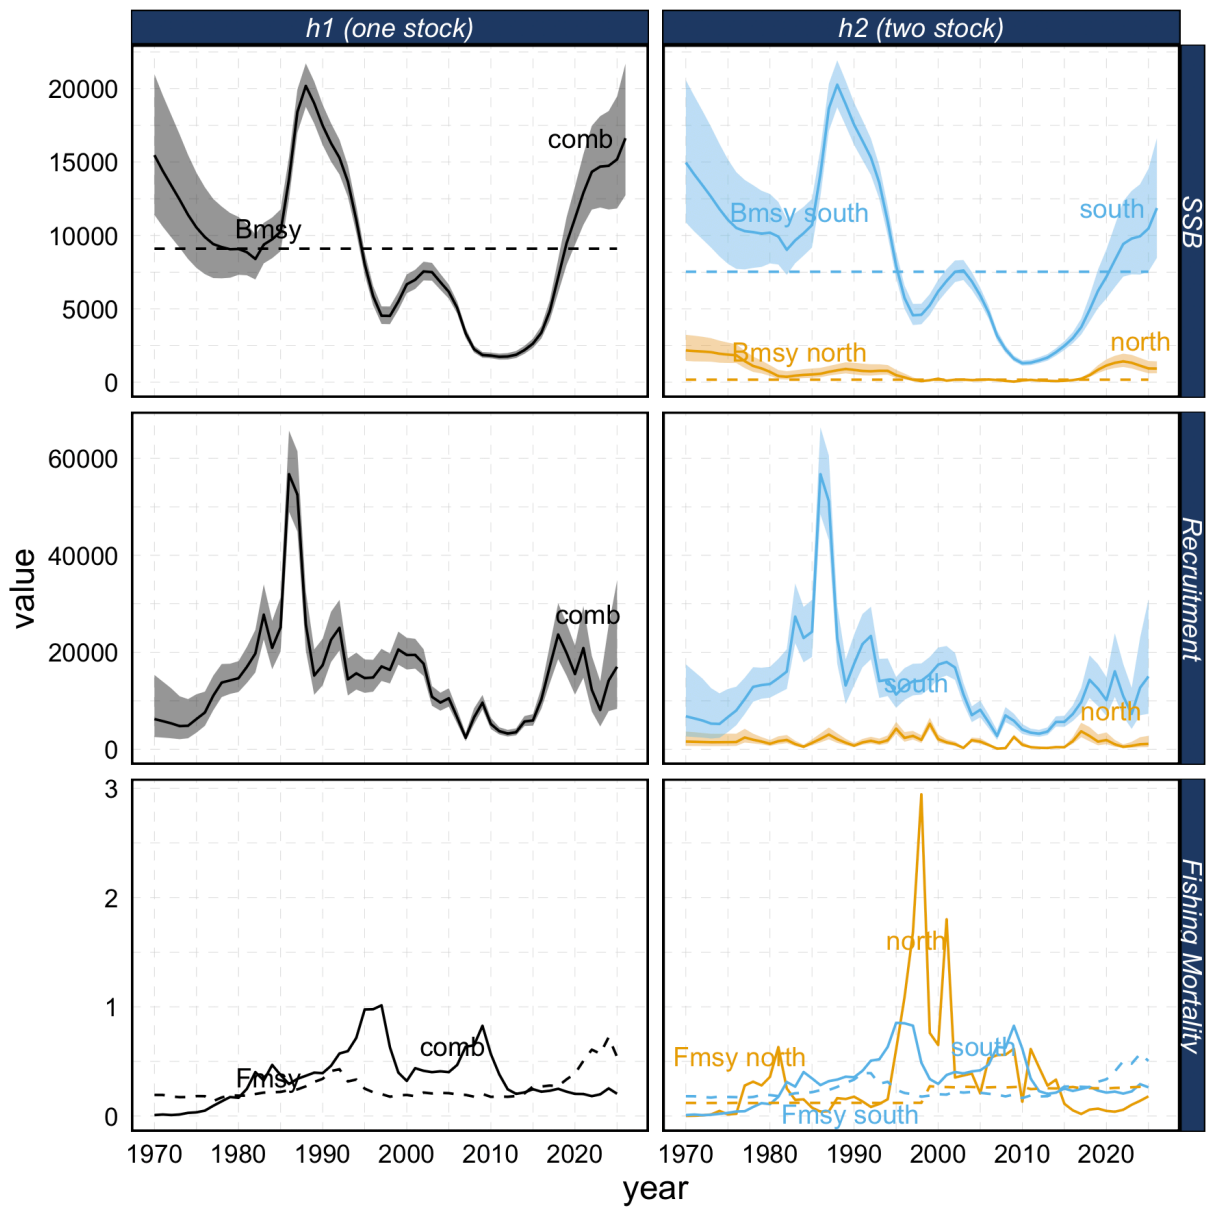 h1 (one stock)
h2 (two stock)
20000
15000
10000
5000
0
comb
Bmsy
Bmsy south
south
Bmsy north
north
SSB
60000
40000
20000
0
comb
south
north
Recruitment
value
3
2
1
0
comb
Fmsy
north
Fmsy north
south
Fmsy south
Fishing Mortality
1970 1980 1990 2000 2010 2020
1970 1980 1990 2000 2010 2020
year